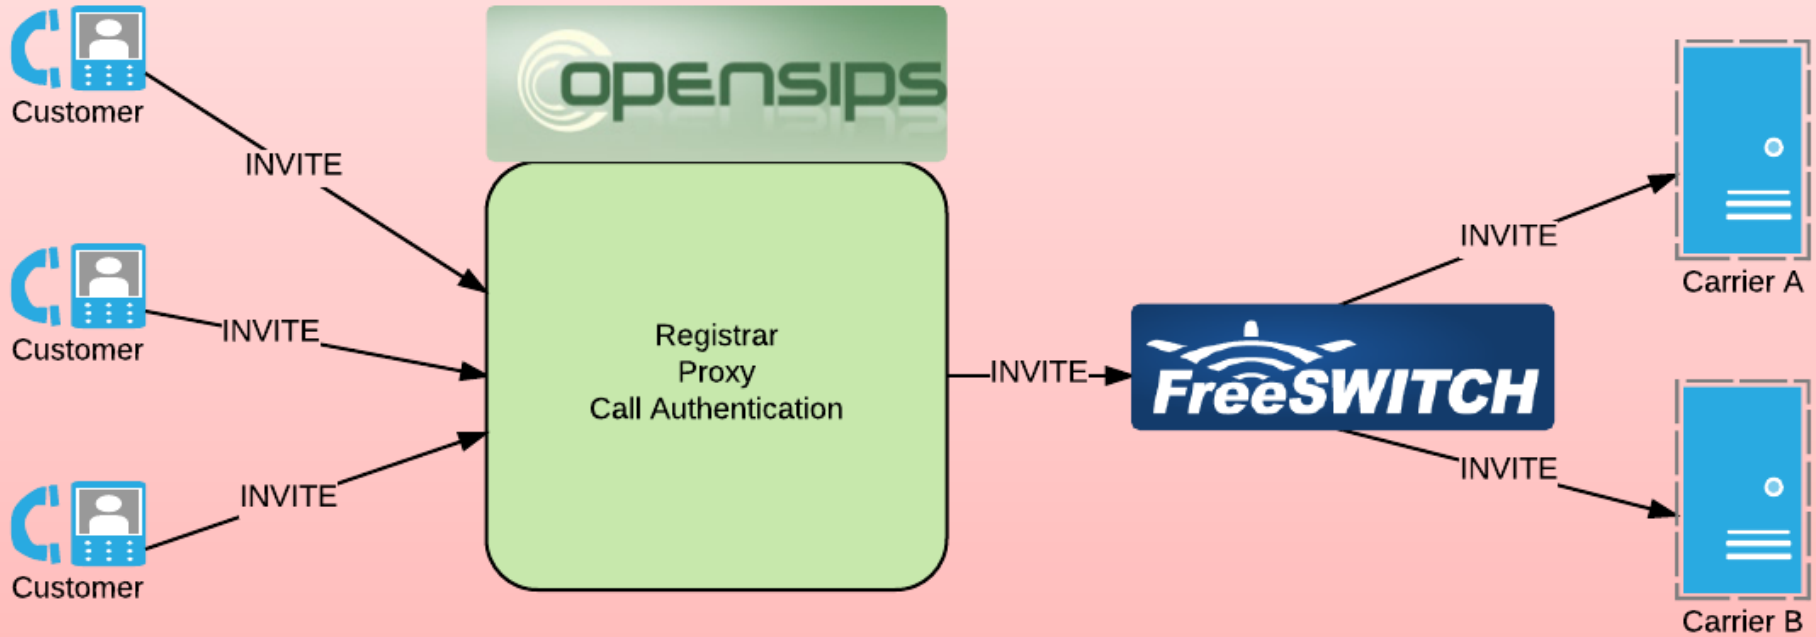 Customer
INVITE
Customer
INVITE
Customer
INVITE
opensips
Registrar
Proxy
Call Authentication
INVITE
FreeSWITCH
INVITE
Carrier A
INVITE
Carrier B